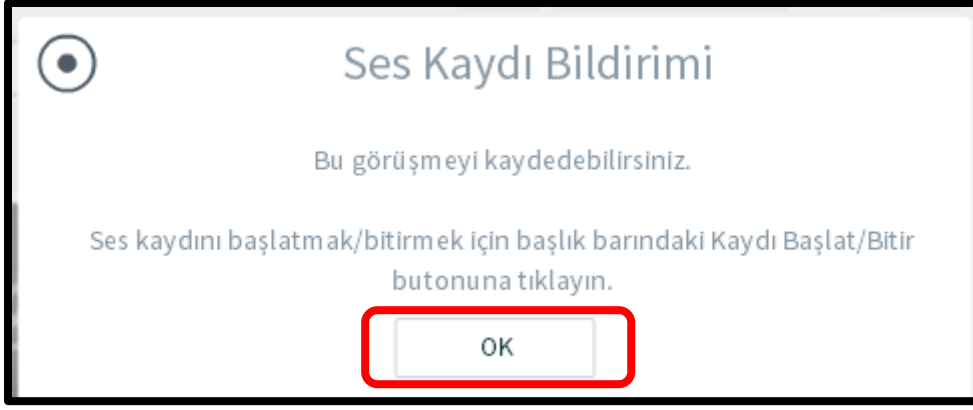 Ses Kaydı Bildirimi
Bu görüşmeyi kaydedebilirsiniz.
Ses kaydını başlatmak/bitirmek için başlık barındaki Kaydı Başlat/Bitir
butonuna tıklayın.
OK